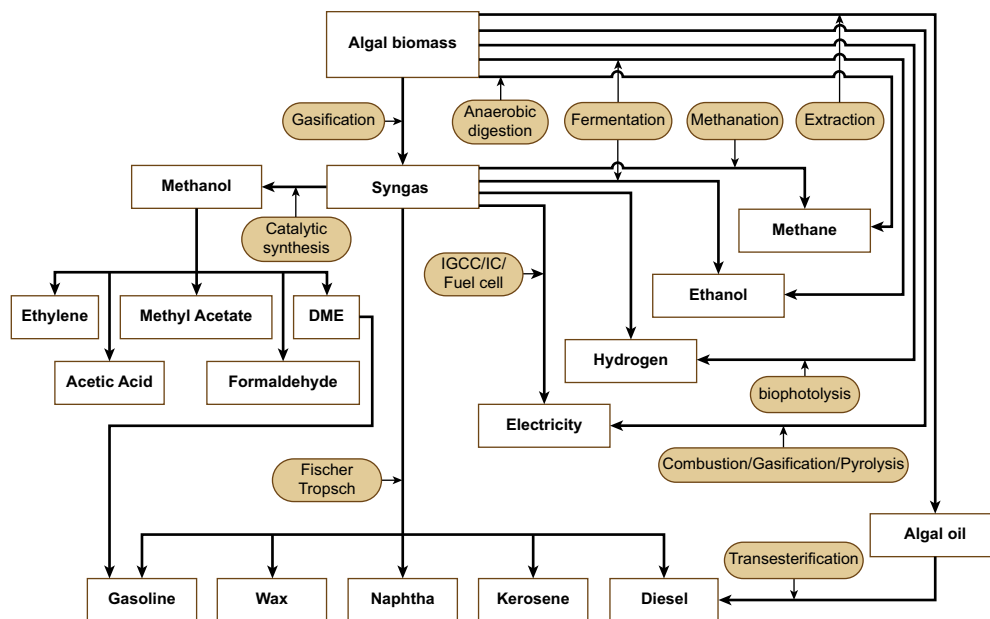 Algal biomass
Gasification
Anaerobic
digestion
Fermentation
Methanation
Extraction
Methanol
Syngas
Catalytic
synthesis
Methane
IGCC/IC/
Fuel cell
Ethanol
Ethylene
Methyl Acetate
DME
Hydrogen
Acetic Acid
Formaldehyde
biophotolysis
Electricity
Combustion/Gasification/Pyrolysis
Fischer
Tropsch
Algal oil
Transesterification
Gasoline
Wax
Naphtha
Kerosene
Diesel